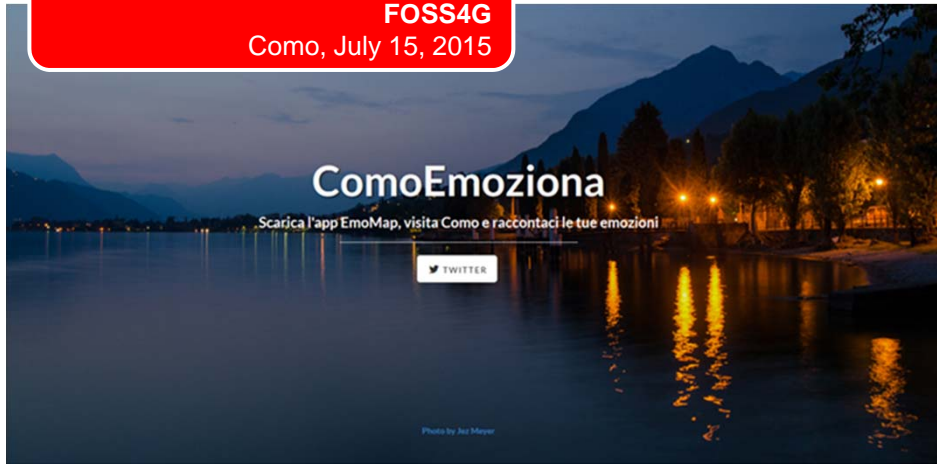 FOSS4G
Como, July 15, 2015
ComoEmoziona
Scarica l'app EmoMap, visita Como e raccontaci le tue emozioni
TWITTER
Photo by Jez Meyer